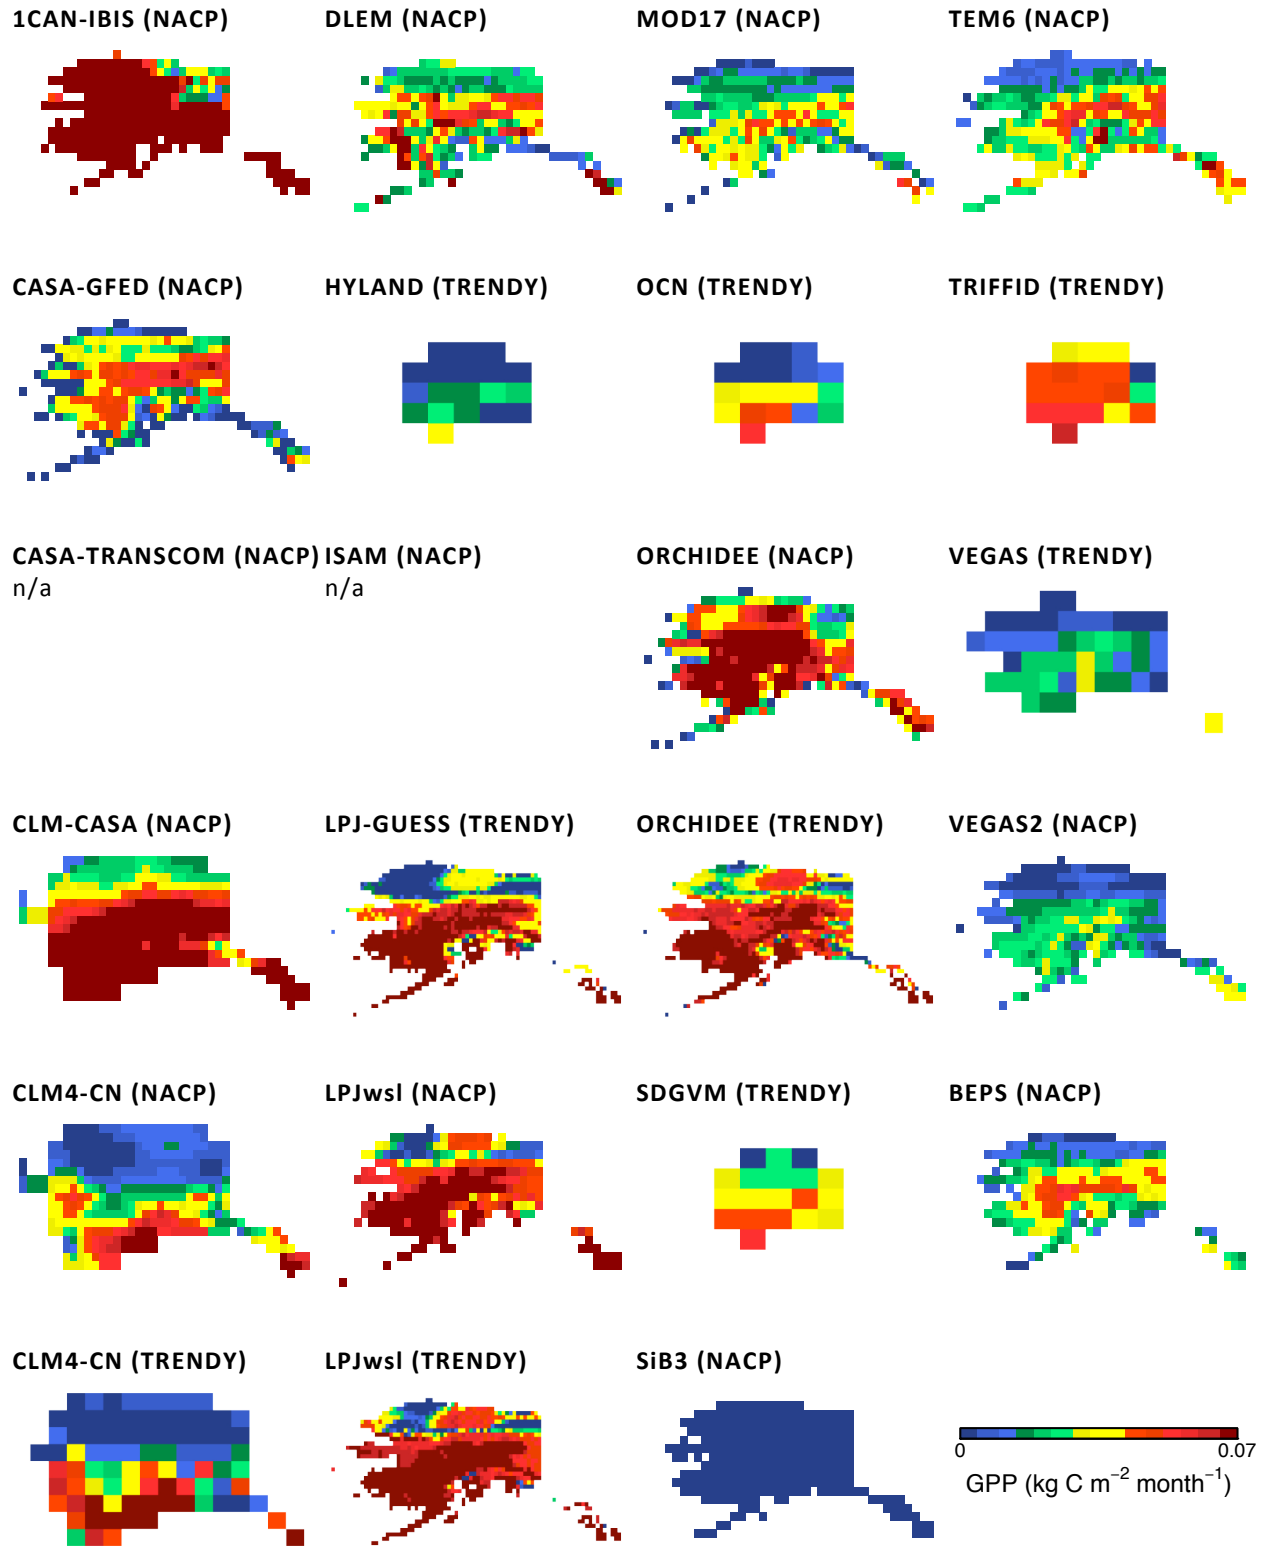 1CAN-IBIS (NACP) DLEM (NACP) MOD17 (NACP) TEM6 (NACP)
CASA-GFED (NACP) HYLAND (TRENDY) OCN (TRENDY) TRIFFID (TRENDY)
CASA-TRANSCOM (NACP) ISAM (NACP) ORCHIDEE (NACP) VEGAS (TRENDY)
n/a n/a
CLM-CASA (NACP) LPJ-GUESS (TRENDY) ORCHIDEE (TRENDY) VEGAS2 (NACP)
CLM4-CN (NACP) LPJwsl (NACP) SDGVM (TRENDY) BEPS (NACP)
CLM4-CN (TRENDY) LPJwsl (TRENDY) SiB3 (NACP)
0 0.07
GPP (kg C m⁻² month⁻¹)